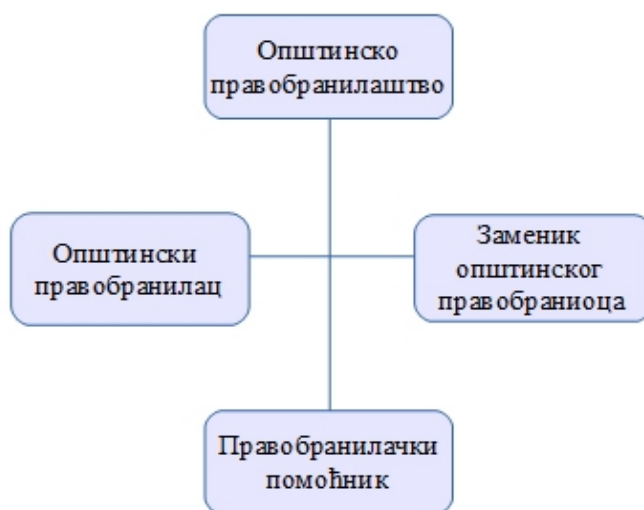 Општинско
правобранилаштво
Општински
правобранилац
Заменик
општинског
правобраниоца
Правобранилачки
помоћник